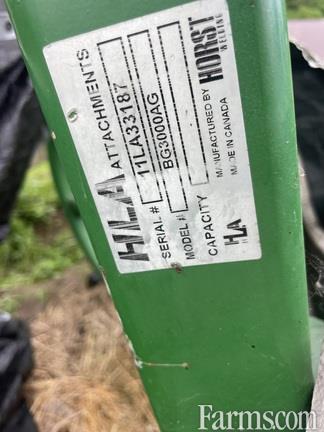 HLA ATTACHMENTS
SERIAL # 11LA33187
MODEL # BG3000AG
CAPACITY
HLA MANUFACTURED BY HORST
WELDING
MADE IN CANADA
Farms.com®